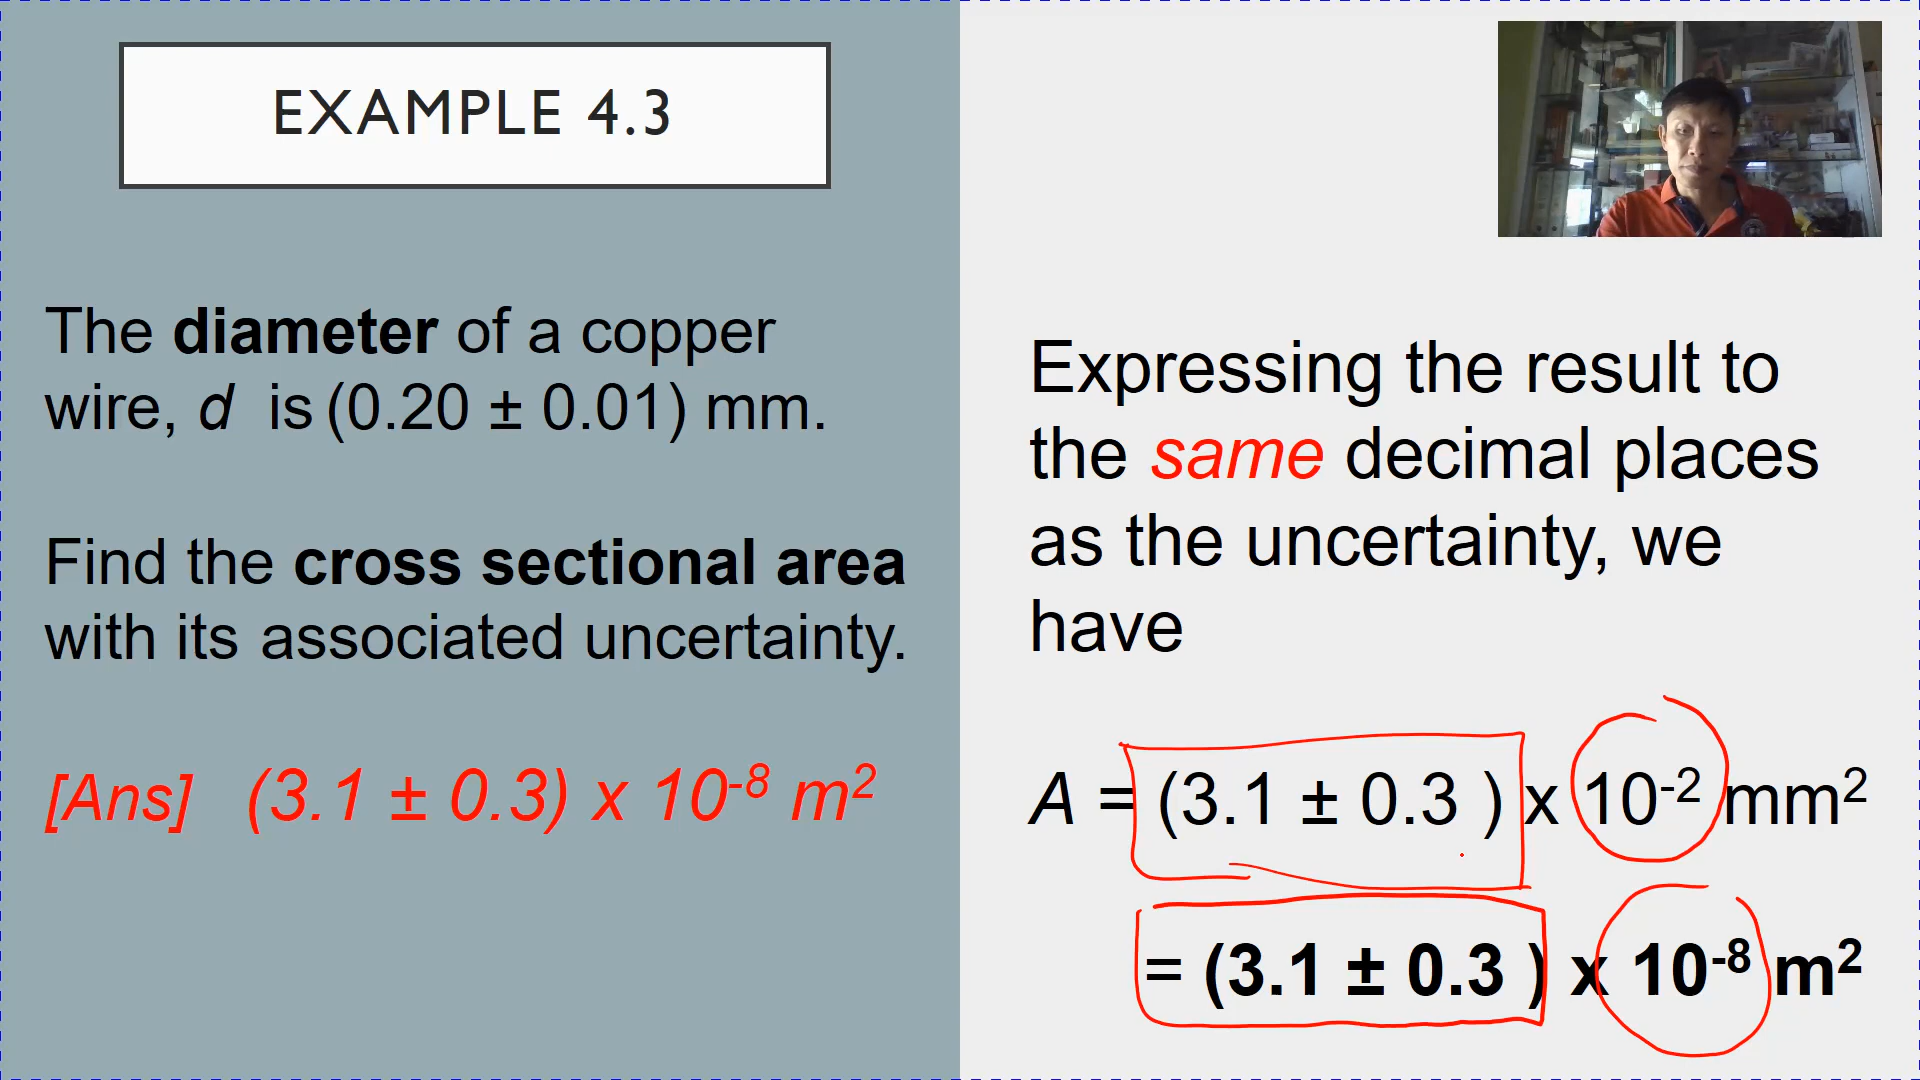 EXAMPLE 4.3
The diameter of a copper
wire, d is (0.20 ± 0.01) mm.
Find the cross sectional area
with its associated uncertainty.
[Ans] (3.1 ± 0.3) x 10⁻⁸ m²
Expressing the result to
the same decimal places
as the uncertainty, we
have
A = (3.1 ± 0.3 ) x 10⁻² mm²
= (3.1 ± 0.3 ) x 10⁻⁸ m²